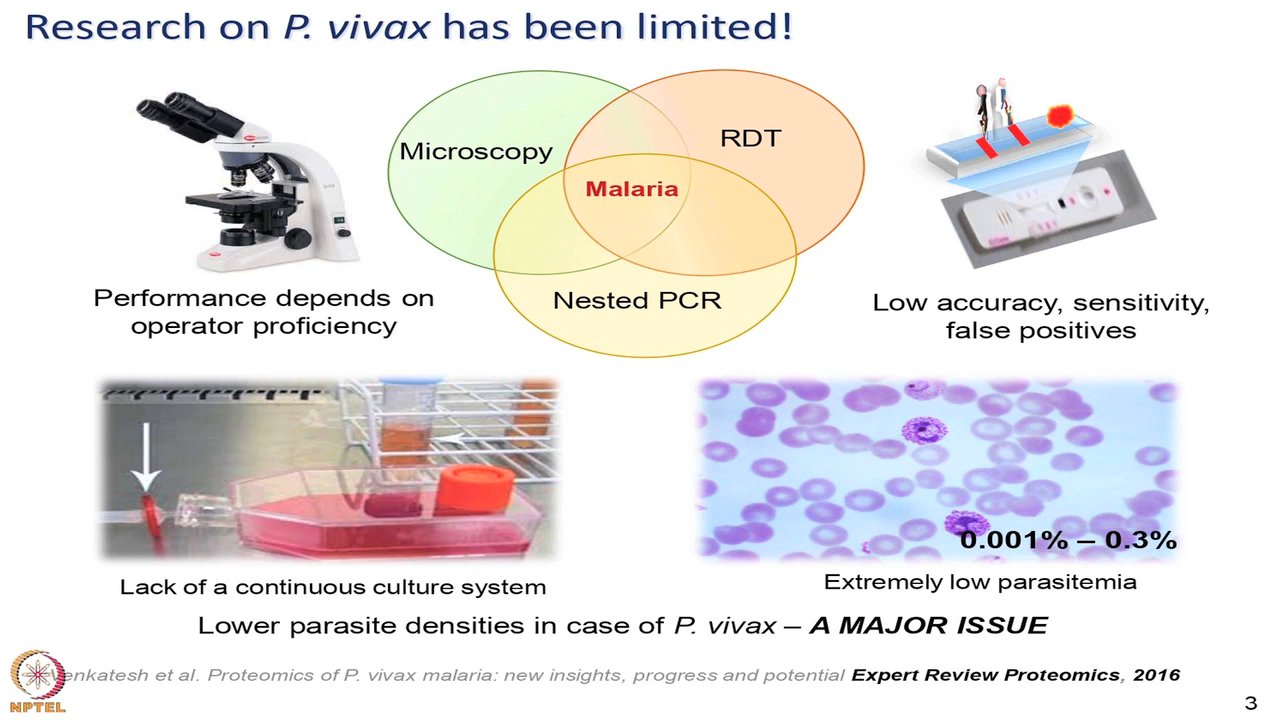 Research on P. vivax has been limited!
Microscopy
RDT
Malaria
Nested PCR
Performance depends on
operator proficiency
Low accuracy, sensitivity,
false positives
0.001% – 0.3%
Lack of a continuous culture system
Extremely low parasitemia
Lower parasite densities in case of P. vivax – A MAJOR ISSUE
Venkatesh et al. Proteomics of P. vivax malaria: new insights, progress and potential Expert Review Proteomics, 2016
NPTEL
3